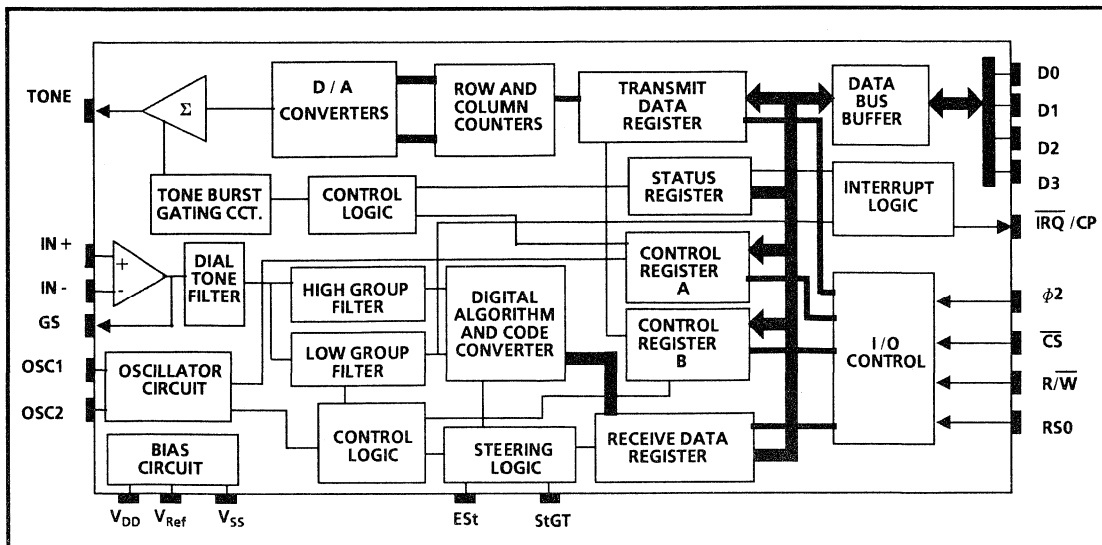 TONE
Σ
D / A
CONVERTERS
ROW AND
COLUMN
COUNTERS
TRANSMIT
DATA
REGISTER
DATA
BUS
BUFFER
D0
D1
D2
D3
TONE BURST
GATING CCT.
CONTROL
LOGIC
STATUS
REGISTER
INTERRUPT
LOGIC
I̅R̅Q̅ /CP
IN +
IN -
GS
+
-
DIAL
TONE
FILTER
HIGH GROUP
FILTER
LOW GROUP
FILTER
DIGITAL
ALGORITHM
AND CODE
CONVERTER
CONTROL
REGISTER
A
CONTROL
REGISTER
B
I/O
CONTROL
ϕ2
C̅S̅
R/W̅
RS0
OSC1
OSC2
OSCILLATOR
CIRCUIT
CONTROL
LOGIC
STEERING
LOGIC
RECEIVE DATA
REGISTER
BIAS
CIRCUIT
VDD
VRef
VSS
ESt
StGT